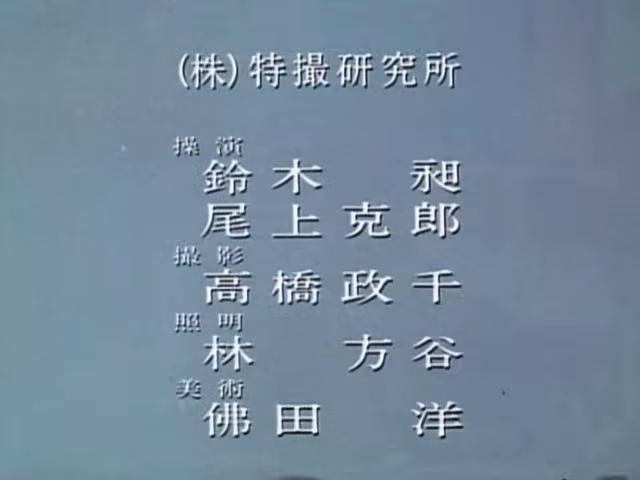 (株)特撮研究所
操演
鈴木 昶
尾上克郎
撮影
高橋政千
照明
林 方谷
美術
佛田 洋